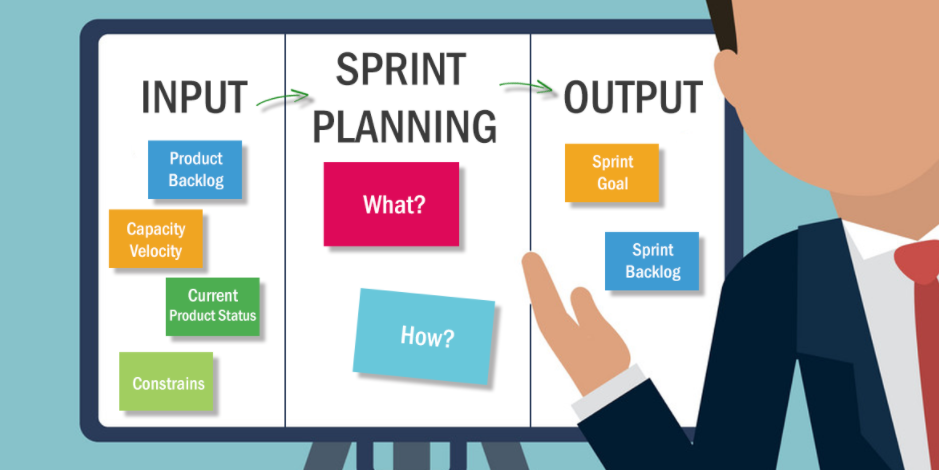 INPUT
Product
Backlog
Capacity
Velocity
Current
Product Status
Constrains
SPRINT
PLANNING
What?
How?
OUTPUT
Sprint
Goal
Sprint
Backlog